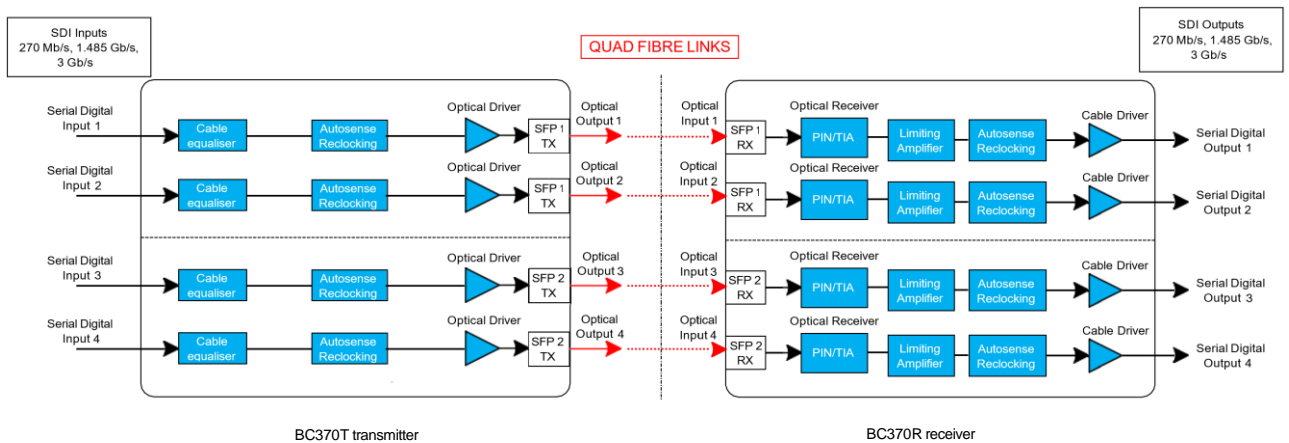 SDI Inputs
270 Mb/s, 1.485 Gb/s,
3 Gb/s
SDI Outputs
270 Mb/s, 1.485 Gb/s,
3 Gb/s
QUAD FIBRE LINKS
Serial Digital
Input 1
Cable
equaliser
Autosense
Reclocking
Optical Driver
SFP 1
TX
Optical
Output 1
Optical
Input 1
SFP 1
RX
Optical Receiver
PIN/TIA
Limiting
Amplifier
Autosense
Reclocking
Cable Driver
Serial Digital
Output 1
Serial Digital
Input 2
Cable
equaliser
Autosense
Reclocking
Optical Driver
SFP 1
TX
Optical
Output 2
Optical
Input 2
SFP 1
RX
Optical Receiver
PIN/TIA
Limiting
Amplifier
Autosense
Reclocking
Cable Driver
Serial Digital
Output 2
Serial Digital
Input 3
Cable
equaliser
Autosense
Reclocking
Optical Driver
SFP 2
TX
Optical
Output 3
Optical
Input 3
SFP 2
RX
Optical Receiver
PIN/TIA
Limiting
Amplifier
Autosense
Reclocking
Cable Driver
Serial Digital
Output 3
Serial Digital
Input 4
Cable
equaliser
Autosense
Reclocking
Optical Driver
SFP 2
TX
Optical
Output 4
Optical
Input 4
SFP 2
RX
Optical Receiver
PIN/TIA
Limiting
Amplifier
Autosense
Reclocking
Cable Driver
Serial Digital
Output 4
BC370T transmitter
BC370R receiver